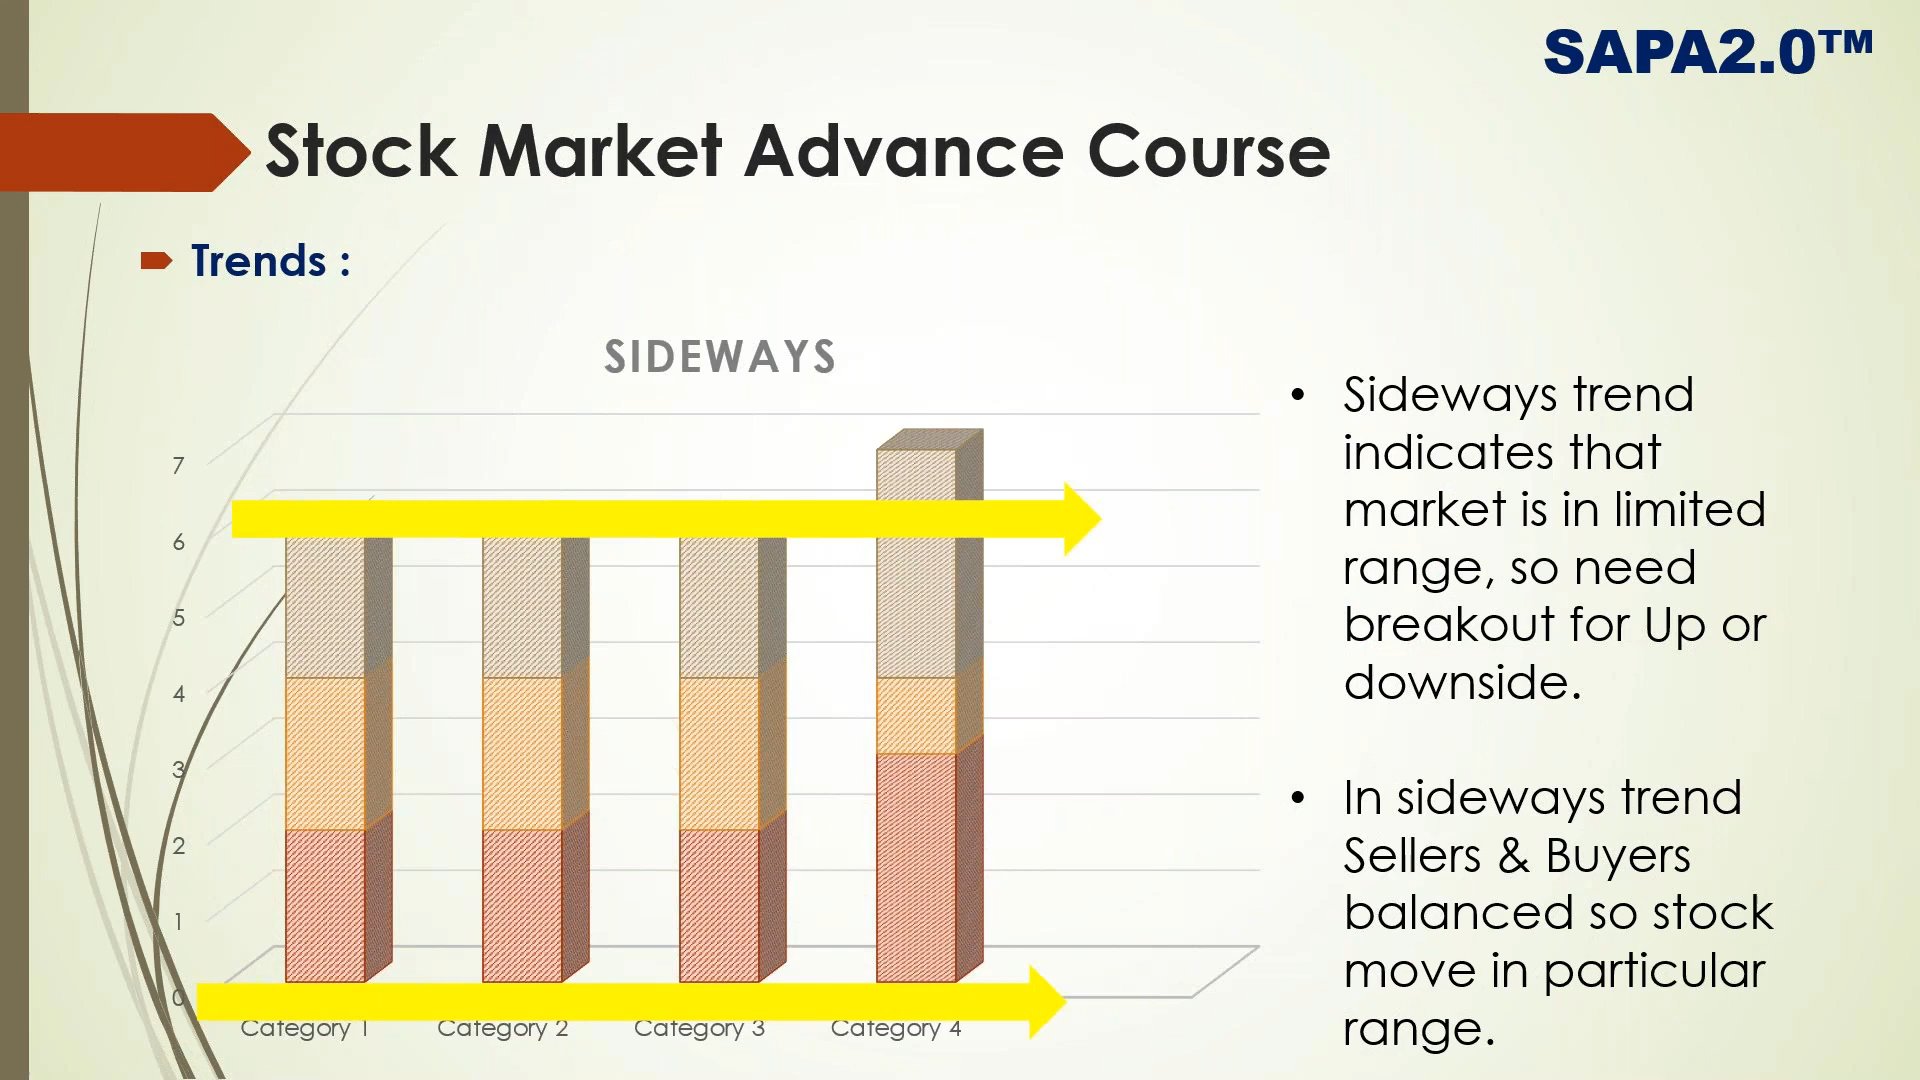 SAPA2.0™
Stock Market Advance Course
Trends :
SIDEWAYS
7
6
5
4
3
2
1
0
Category 1 Category 2 Category 3 Category 4
• Sideways trend
indicates that
market is in limited
range, so need
breakout for Up or
downside.
• In sideways trend
Sellers & Buyers
balanced so stock
move in particular
range.